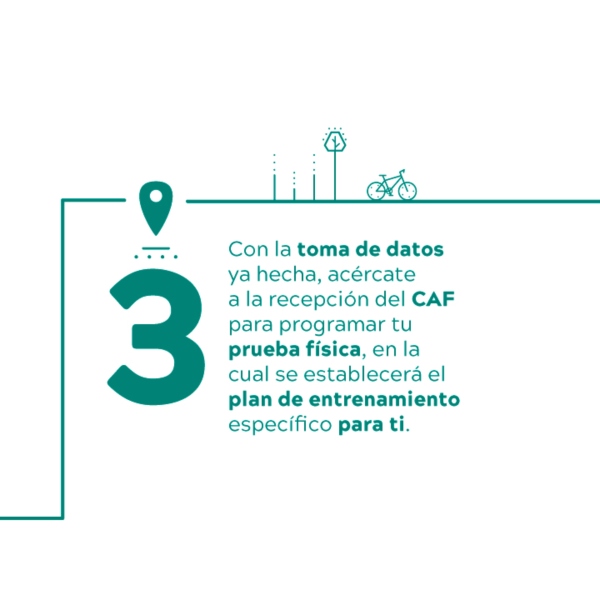 3
Con la toma de datos
ya hecha, acércate
a la recepción del CAF
para programar tu
prueba física, en la
cual se establecerá el
plan de entrenamiento
específico para ti.